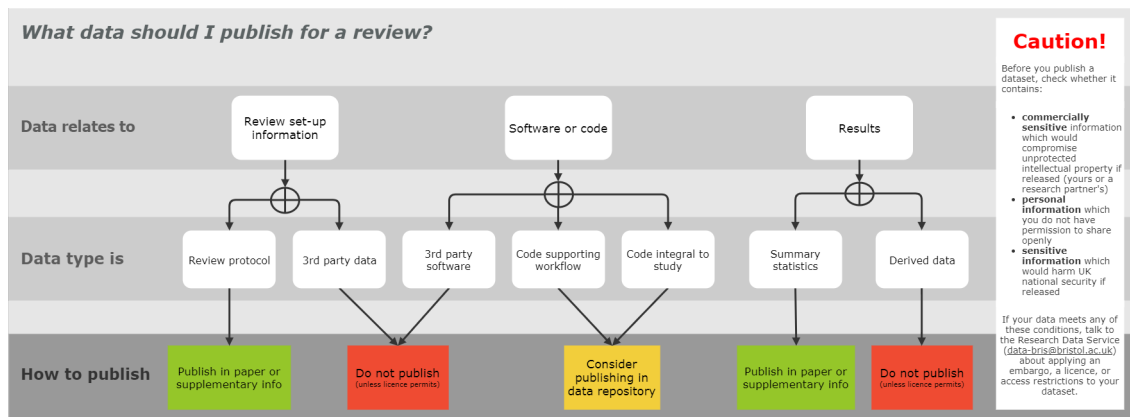 What data should I publish for a review?
Data relates to
Review set-up
information
Software or code
Results
Data type is
Review protocol
3rd party data
3rd party
software
Code supporting
workflow
Code integral to
study
Summary
statistics
Derived data
How to publish
Publish in paper or
supplementary info
Do not publish
(unless licence permits)
Consider
publishing in
data repository
Publish in paper or
supplementary info
Do not publish
(unless licence permits)
Caution!
Before you publish a
dataset, check whether it
contains:
• commercially
sensitive information
which would
compromise
unprotected
intellectual property if
released (yours or a
research partner's)
• personal
information which
you do not have
permission to share
openly
• sensitive
information which
would harm UK
national security if
released
If your data meets any of
these conditions, talk to
the Research Data Service
(data-bris@bristol.ac.uk)
about applying an
embargo, a licence, or
access restrictions to your
dataset.